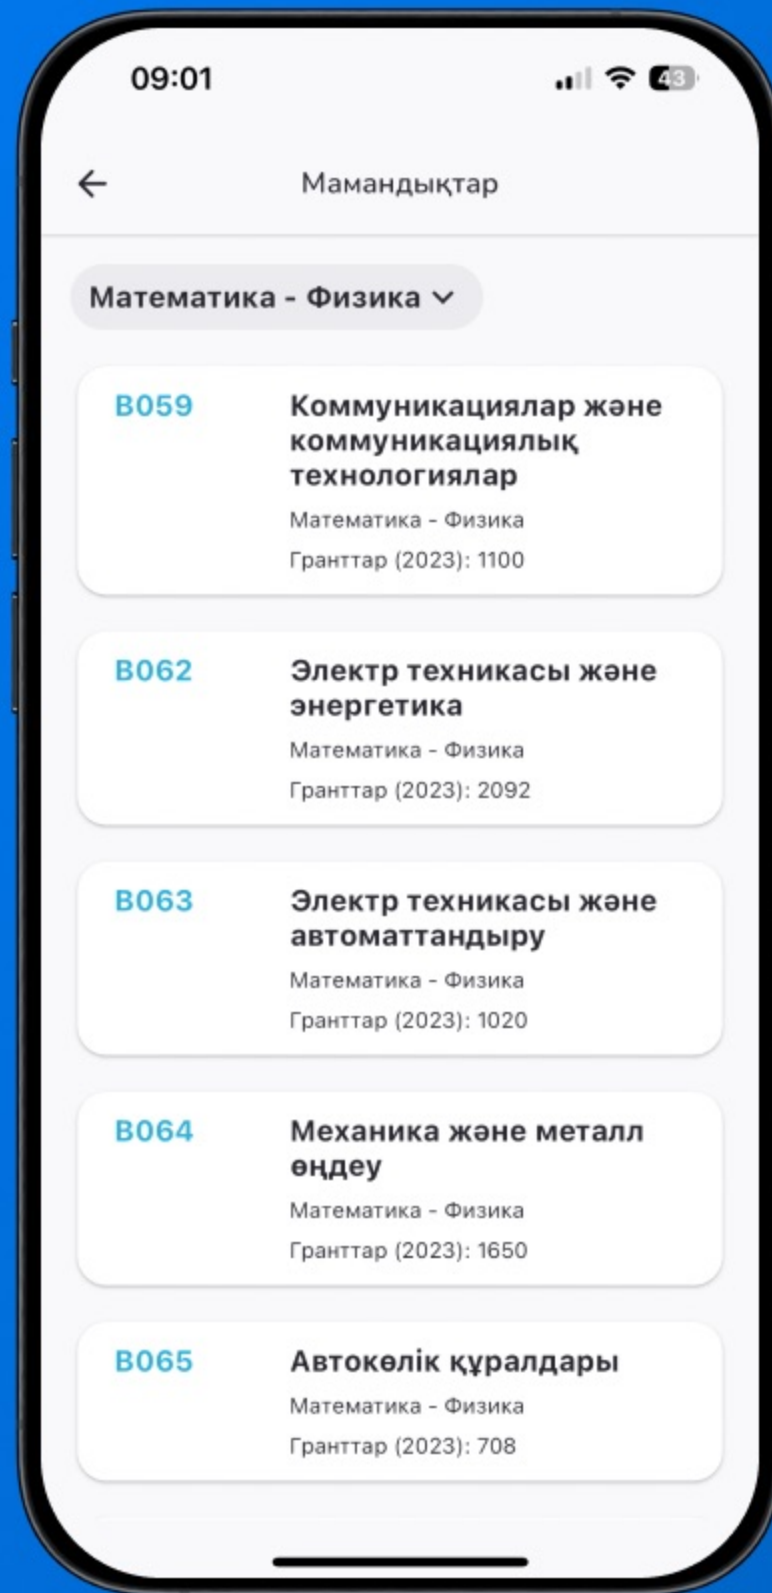 09:01
43
Мамандықтар
Математика - Физика
B059
Коммуникациялар және
коммуникациялық
технологиялар
Математика - Физика
Гранттар (2023): 1100
B062
Электр техникасы және
энергетика
Математика - Физика
Гранттар (2023): 2092
B063
Электр техникасы және
автоматтандыру
Математика - Физика
Гранттар (2023): 1020
B064
Механика және металл
өңдеу
Математика - Физика
Гранттар (2023): 1650
B065
Автокөлік құралдары
Математика - Физика
Гранттар (2023): 708